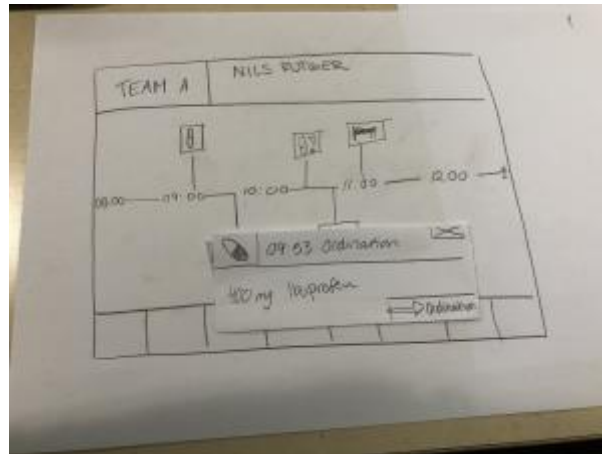 TEAM A
NILS RUTGER
08:00 09:00 10:00 11:00 12:00
09:53 Ordination
400 mg Ibuprofen
Ordination